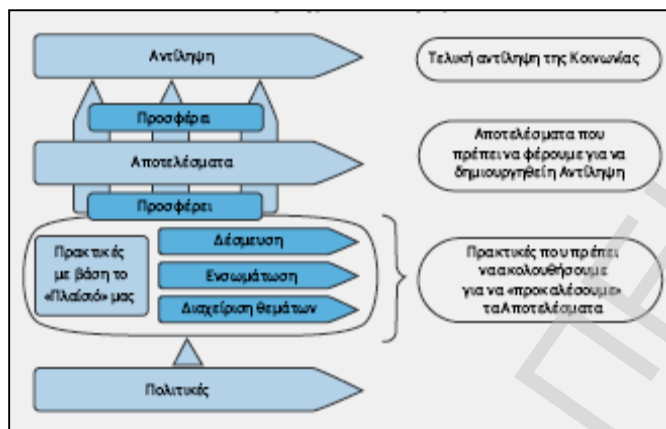 Αντίληψη
Τελική αντίληψη της Κοινωνίας
Προσφέρει
Αποτελέσματα
Αποτελέσματα που
πρέπει να φέρουμε για να
δημιουργηθεί η Αντίληψη
Προσφέρει
Πρακτικές
με βάση το
«Πλαίσιό» μας
Δέσμευση
Ενσωμάτωση
Διαχείριση θεμάτων
Πρακτικές που πρέπει
να ακολουθήσουμε
για να «προκαλέσουμε»
τα Αποτελέσματα
Πολιτικές